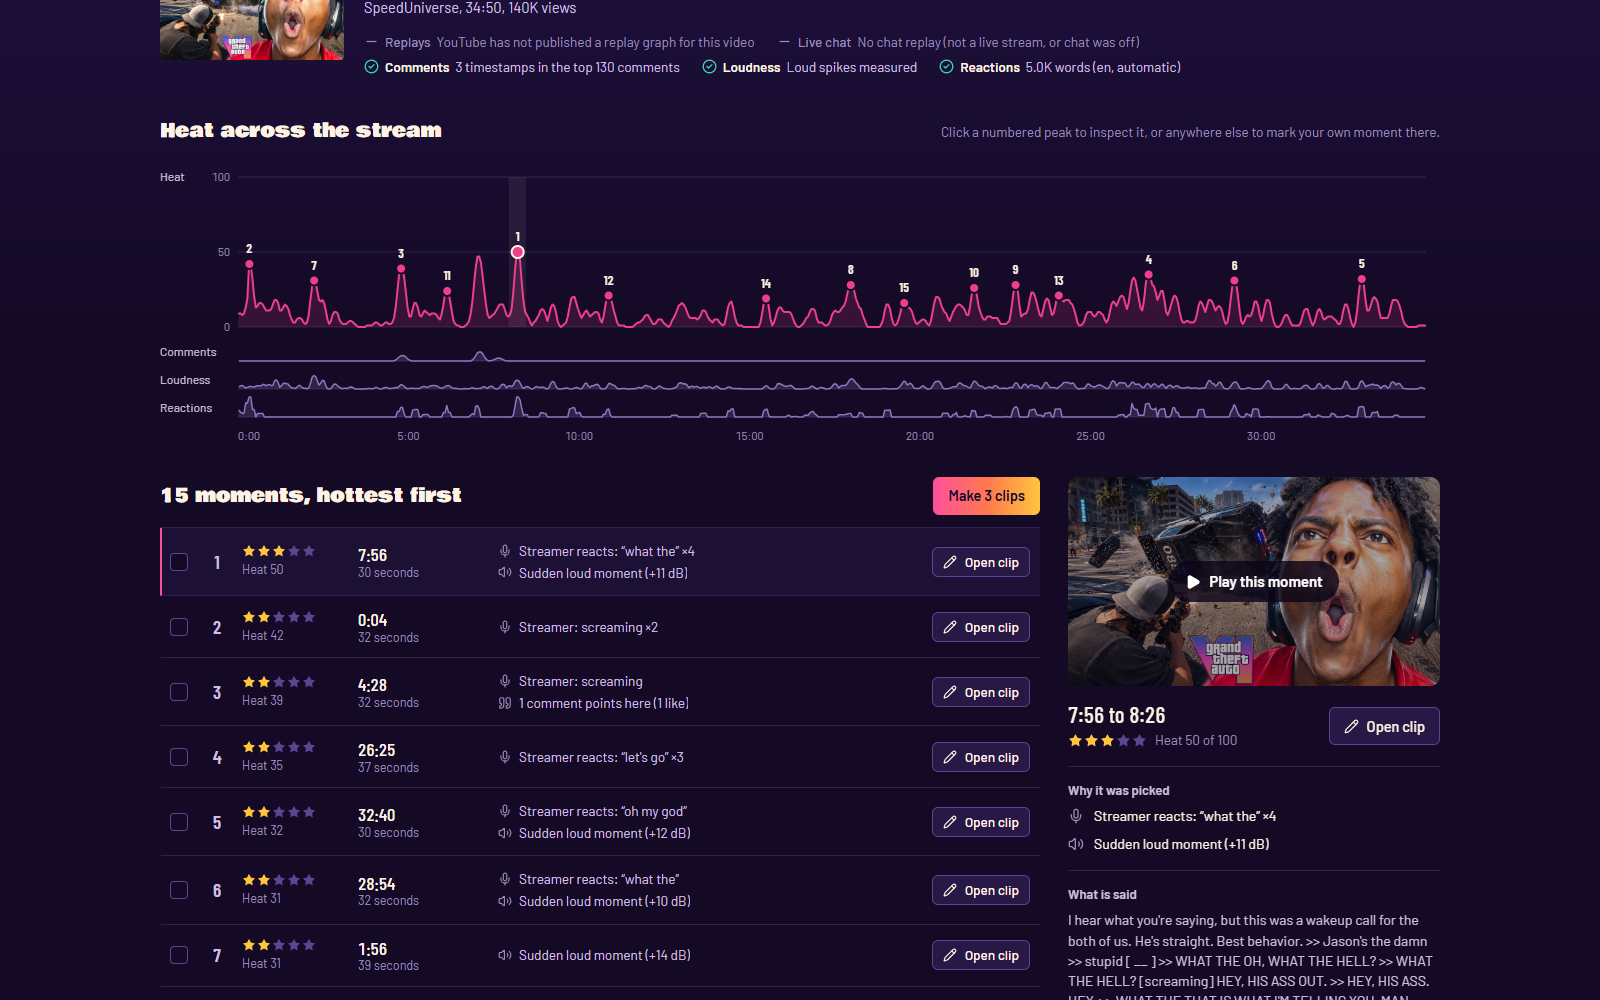 SpeedUniverse, 34:50, 140K views
Replays YouTube has not published a replay graph for this video
Live chat No chat replay (not a live stream, or chat was off)
Comments 3 timestamps in the top 130 comments
Loudness Loud spikes measured
Reactions 5.0K words (en, automatic)
Heat across the stream
Click a numbered peak to inspect it, or anywhere else to mark your own moment there.
Heat
100
50
0
2
7
3
11
1
12
14
8
15
10
9
13
4
6
5
Comments
Loudness
Reactions
0:00 5:00 10:00 15:00 20:00 25:00 30:00
15 moments, hottest first
Make 3 clips
1
Heat 50
7:56
30 seconds
Streamer reacts: “what the” ×4
Sudden loud moment (+11 dB)
Open clip
2
Heat 42
0:04
32 seconds
Streamer: screaming ×2
Open clip
3
Heat 39
4:28
32 seconds
Streamer: screaming
1 comment points here (1 like)
Open clip
4
Heat 35
26:25
37 seconds
Streamer reacts: “let's go” ×3
Open clip
5
Heat 32
32:40
30 seconds
Streamer reacts: “oh my god”
Sudden loud moment (+12 dB)
Open clip
6
Heat 31
28:54
32 seconds
Streamer reacts: “what the”
Sudden loud moment (+10 dB)
Open clip
7
Heat 31
1:56
39 seconds
Sudden loud moment (+14 dB)
Open clip
Play this moment
grand
theft
auto
7:56 to 8:26
Heat 50 of 100
Open clip
Why it was picked
Streamer reacts: “what the” ×4
Sudden loud moment (+11 dB)
What is said
I hear what you're saying, but this was a wakeup call for the
both of us. He's straight. Best behavior. >> Jason's the damn
>> stupid [ __ ] >> WHAT THE OH, WHAT THE HELL? >> WHAT
THE HELL? [screaming] HEY, HIS ASS OUT. >> HEY, HIS ASS.
HEY >> WHAT THE THAT IS WHAT I'M TELLING YOU, MAN.